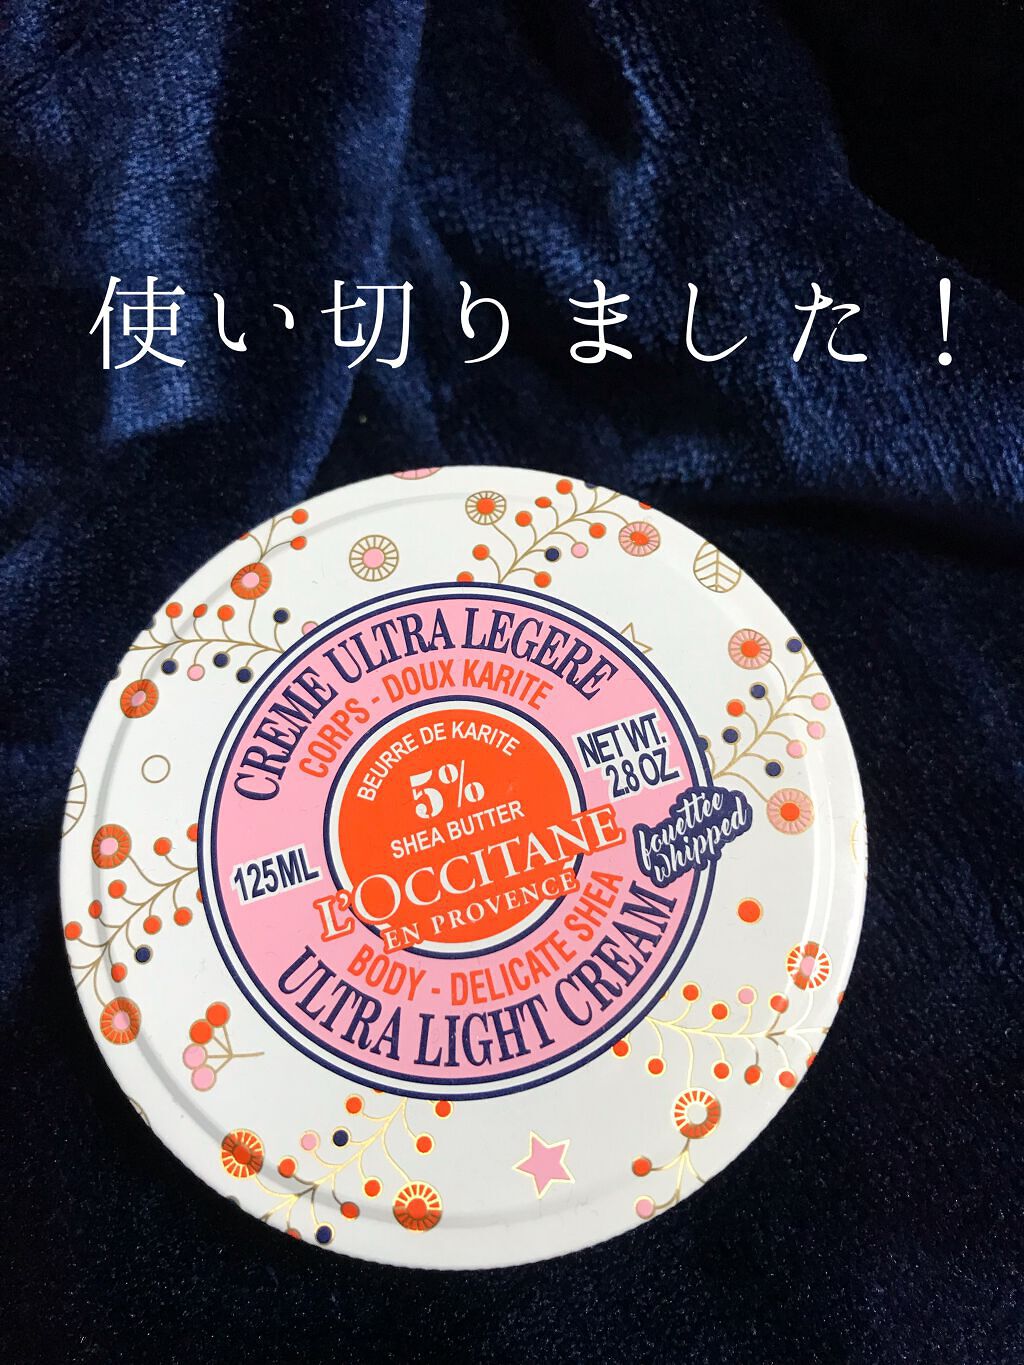 使い切りました！
CREME ULTRA LEGERE
CORPS - DOUX KARITE
BEURRE DE KARITE
5%
SHEA BUTTER
NET WT.
2.8 OZ
125ML
L'OCCITANE
EN PROVENCE
fouettée
whipped
BODY - DELICATE SHEA
ULTRA LIGHT CREAM